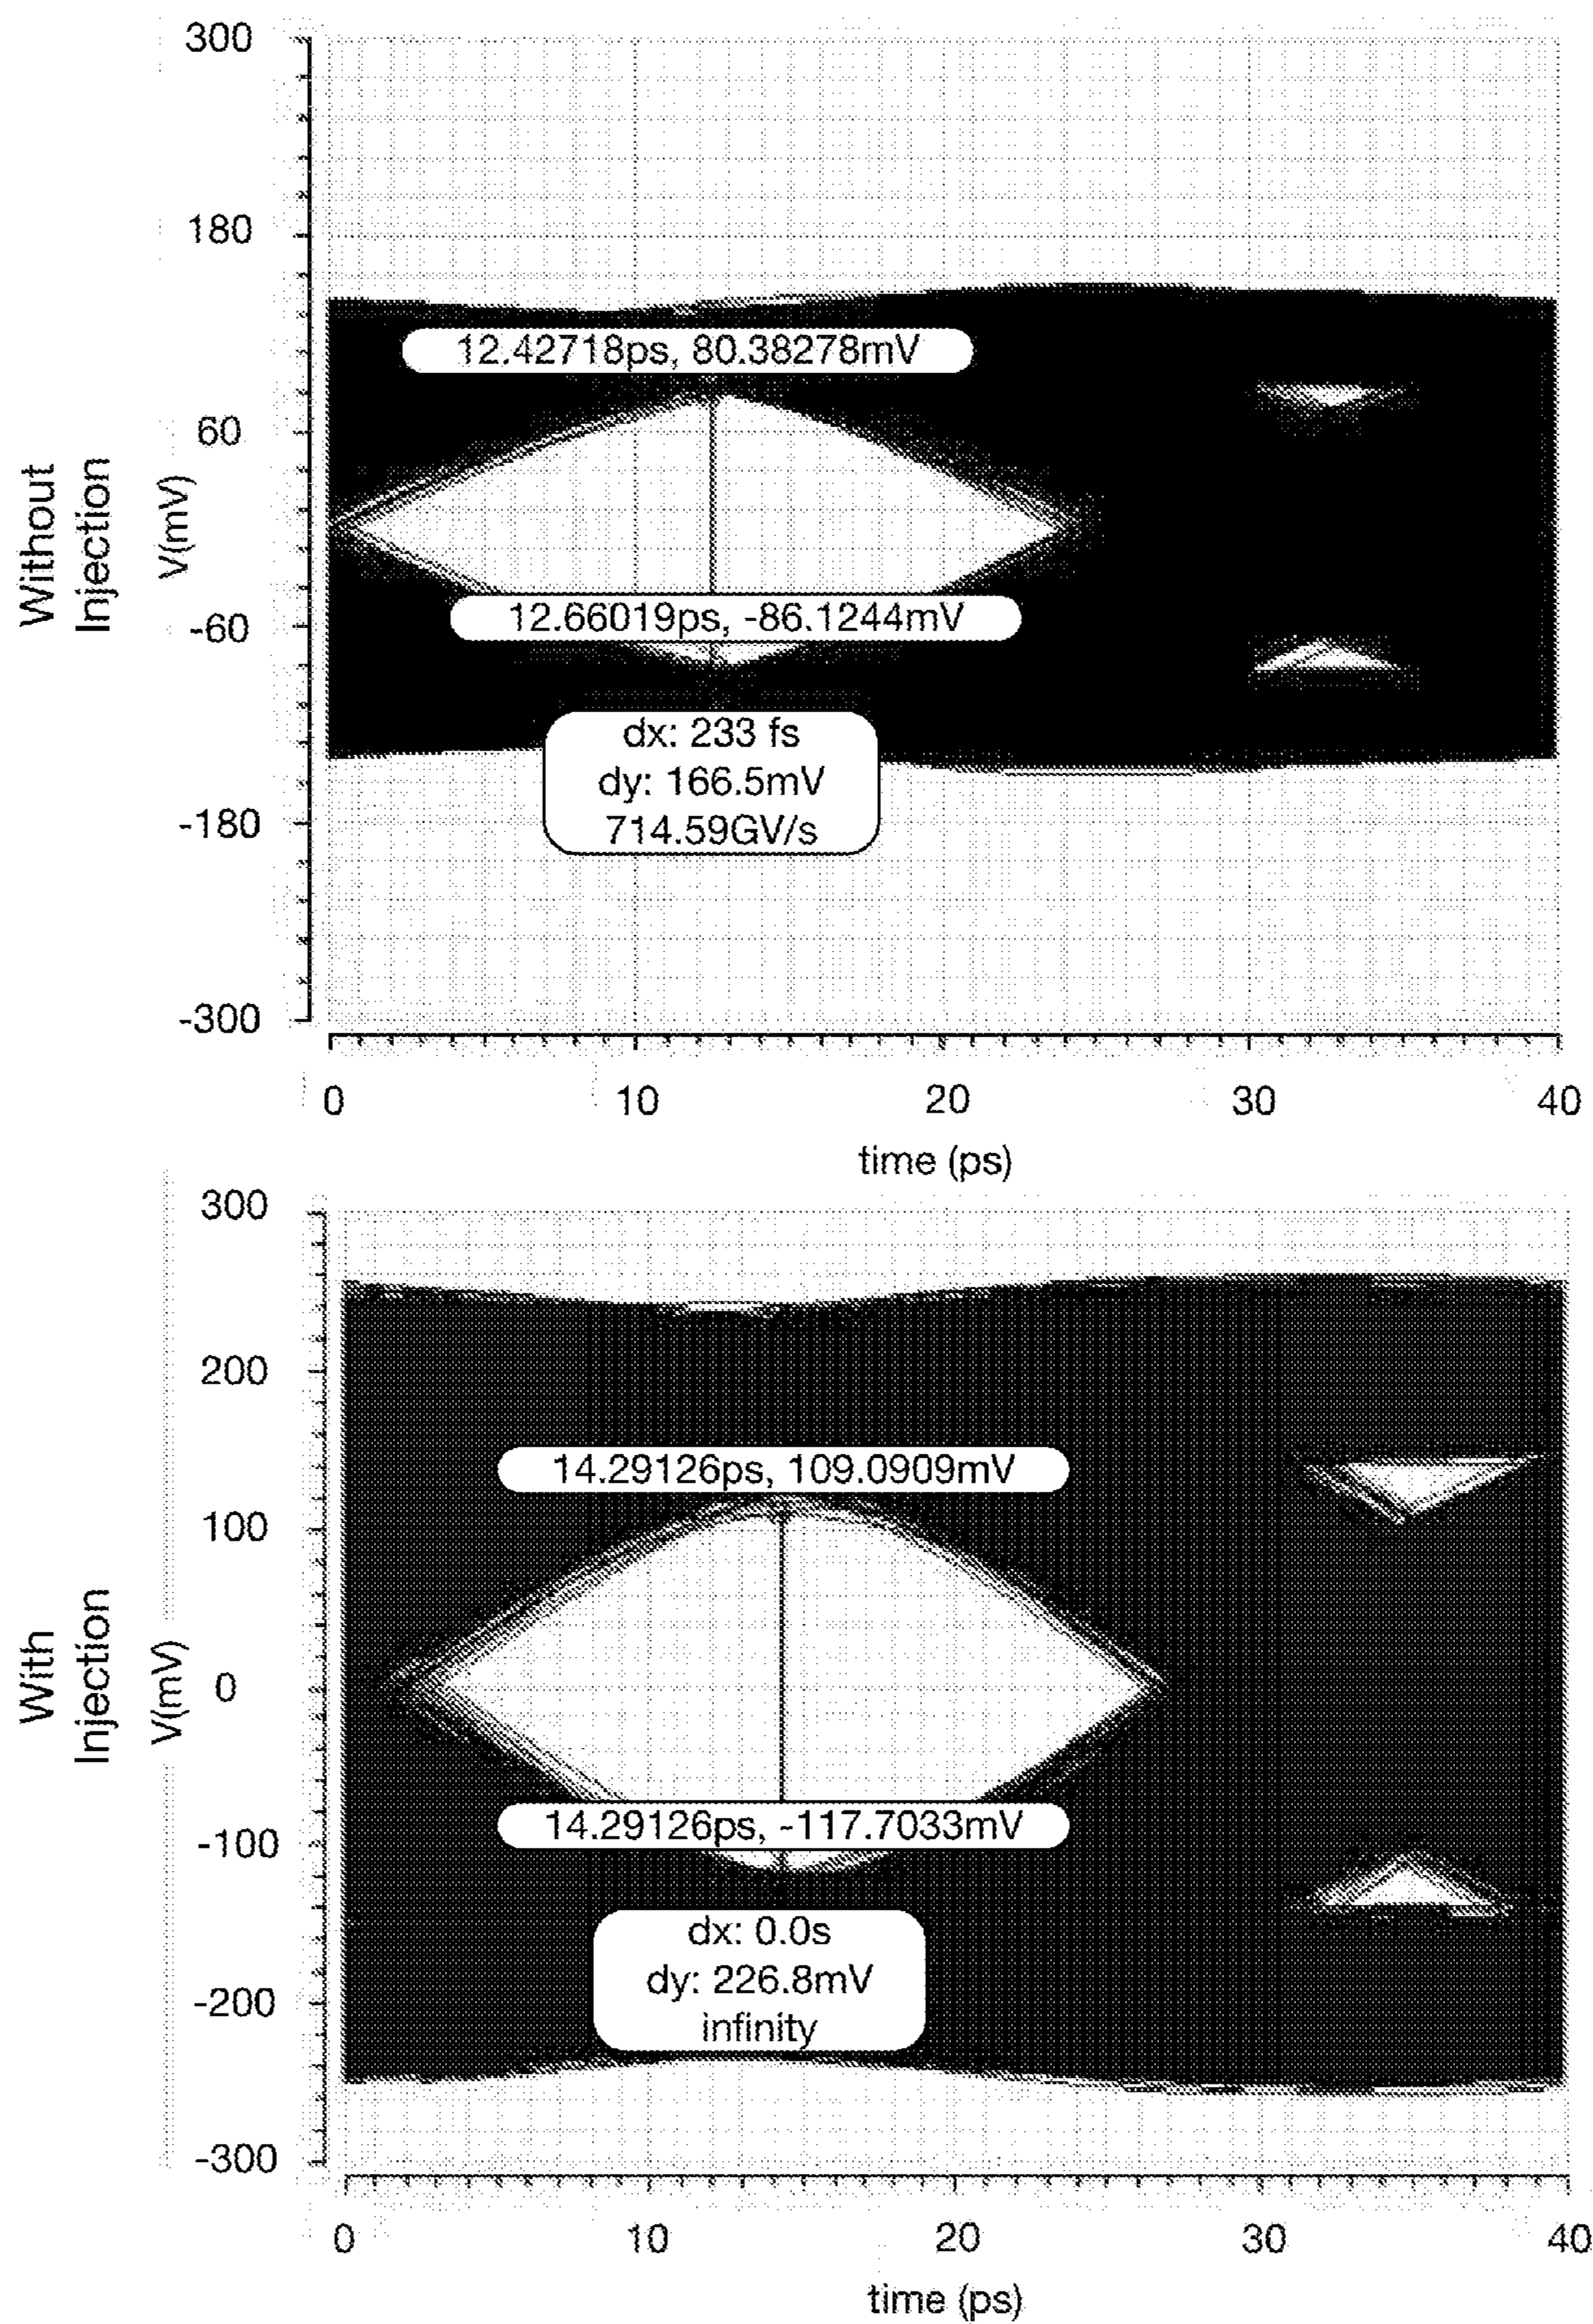 Without
Injection
V(mV)
300
180
60
-60
-180
-300
12.42718ps, 80.38278mV
12.66019ps, -86.1244mV
dx: 233 fs
dy: 166.5mV
714.59GV/s
0 10 20 30 40
time (ps)
With
Injection
V(mV)
300
200
100
0
-100
-200
-300
14.29126ps, 109.0909mV
14.29126ps, -117.7033mV
dx: 0.0s
dy: 226.8mV
infinity
0 10 20 30 40
time (ps)